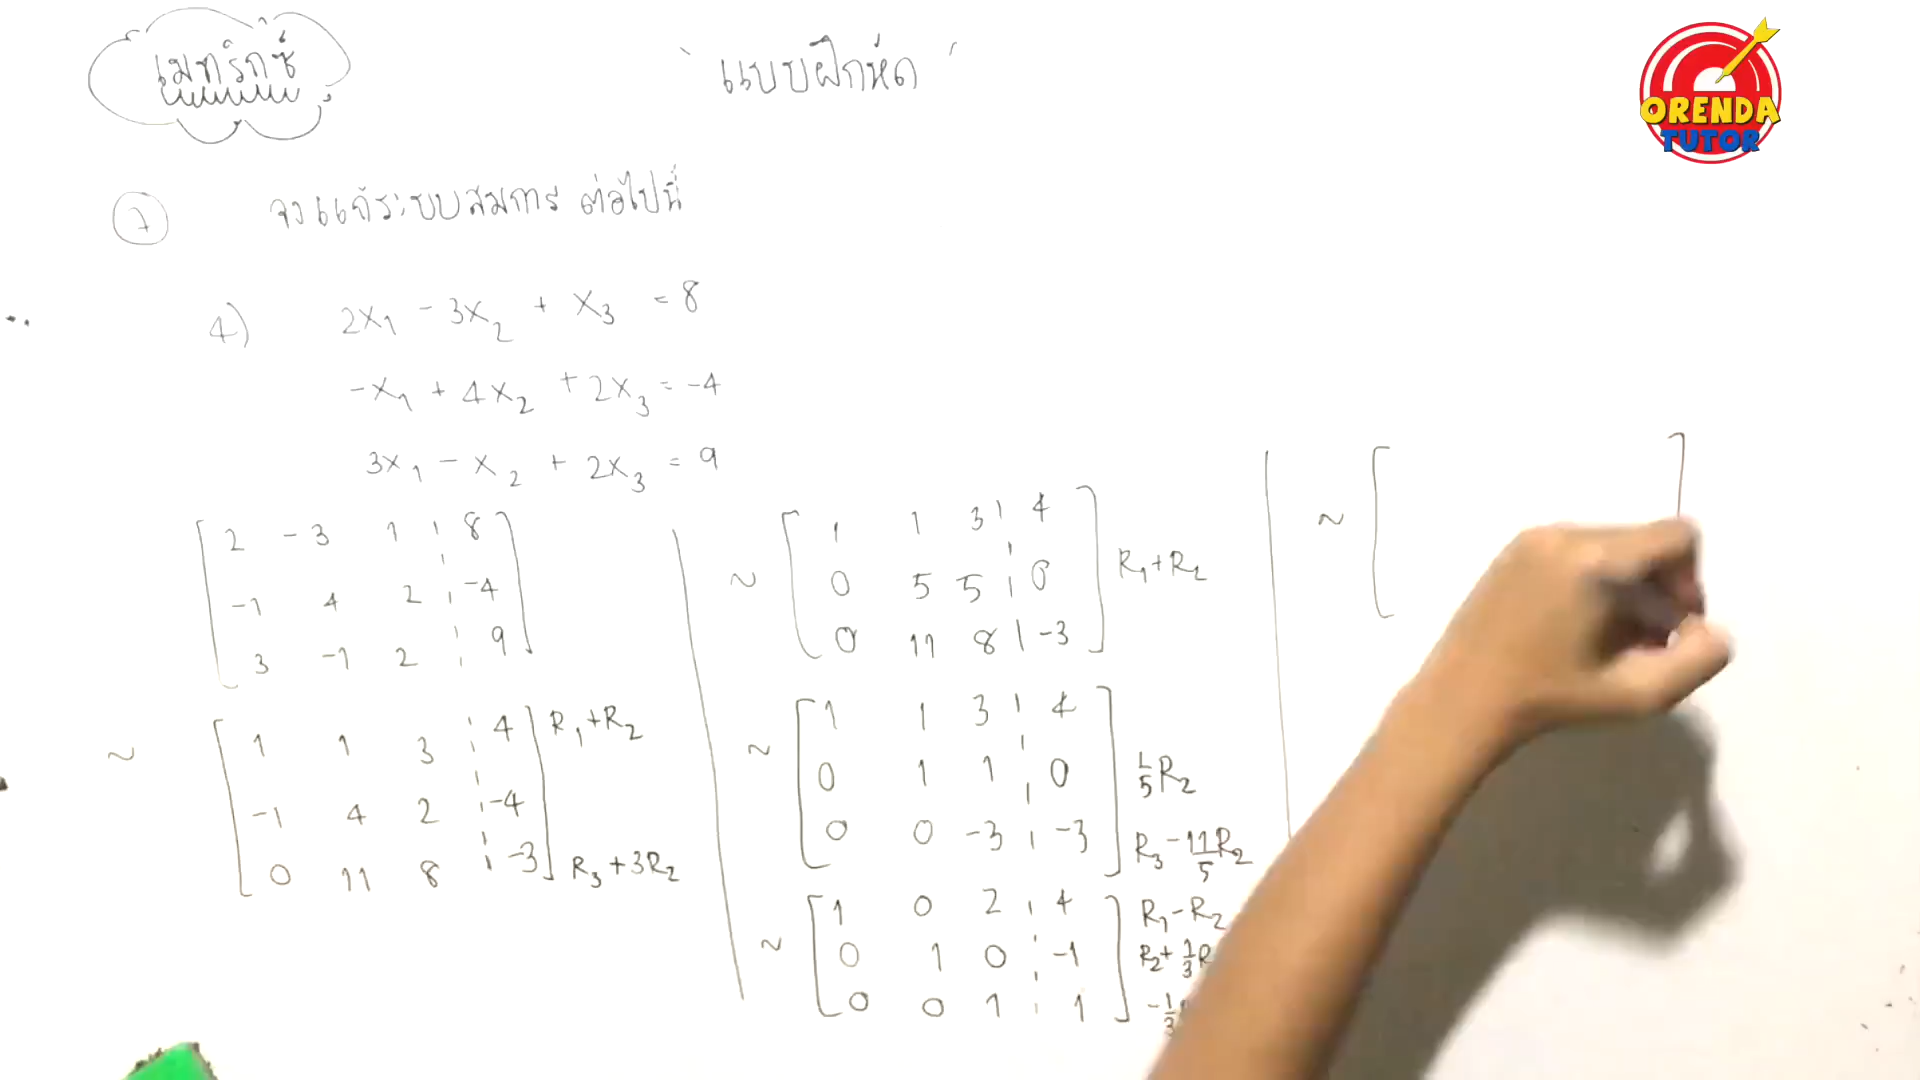 เมทริกซ์
"แบบฝึกหัด"
ORENDA
TUTOR
7 จงแก้ระบบสมการ ต่อไปนี้
4) 2x₁ - 3x₂ + x₃ = 8
-x₁ + 4x₂ + 2x₃ = -4
3x₁ - x₂ + 2x₃ = 9
2 -3 1 8
-1 4 2 -4
3 -1 2 9
~ 1 1 3 4 R₁+R₂
-1 4 2 -4
0 11 8 -3 R₃+3R₂
~ 1 1 3 4
0 5 5 0 R₁+R₂
0 11 8 -3
~ 1 1 3 4
0 1 1 0 1/5R₂
0 0 -3 -3 R₃-11/5R₂
~ 1 0 2 4 R₁-R₂
0 1 0 -1 R₂+1/3R
0 0 1 1 -1/3
~